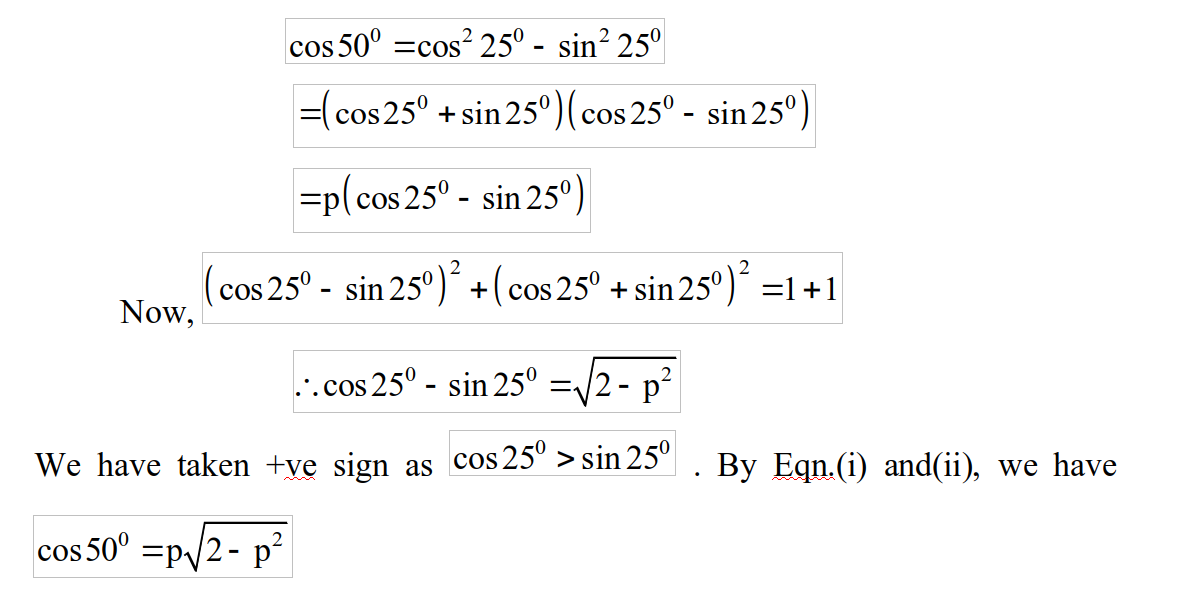 cos 50⁰ =cos² 25⁰ - sin² 25⁰
=(cos 25⁰ + sin 25⁰)(cos 25⁰ - sin 25⁰)
=p(cos 25⁰ - sin 25⁰)
Now, (cos 25⁰ - sin 25⁰)² +(cos 25⁰ + sin 25⁰)² =1+1
∴cos 25⁰ - sin 25⁰ =√(2 - p²)
We have taken +ve sign as cos 25⁰ > sin 25⁰ . By Eqn.(i) and(ii), we have
cos 50⁰ =p√(2 - p²)